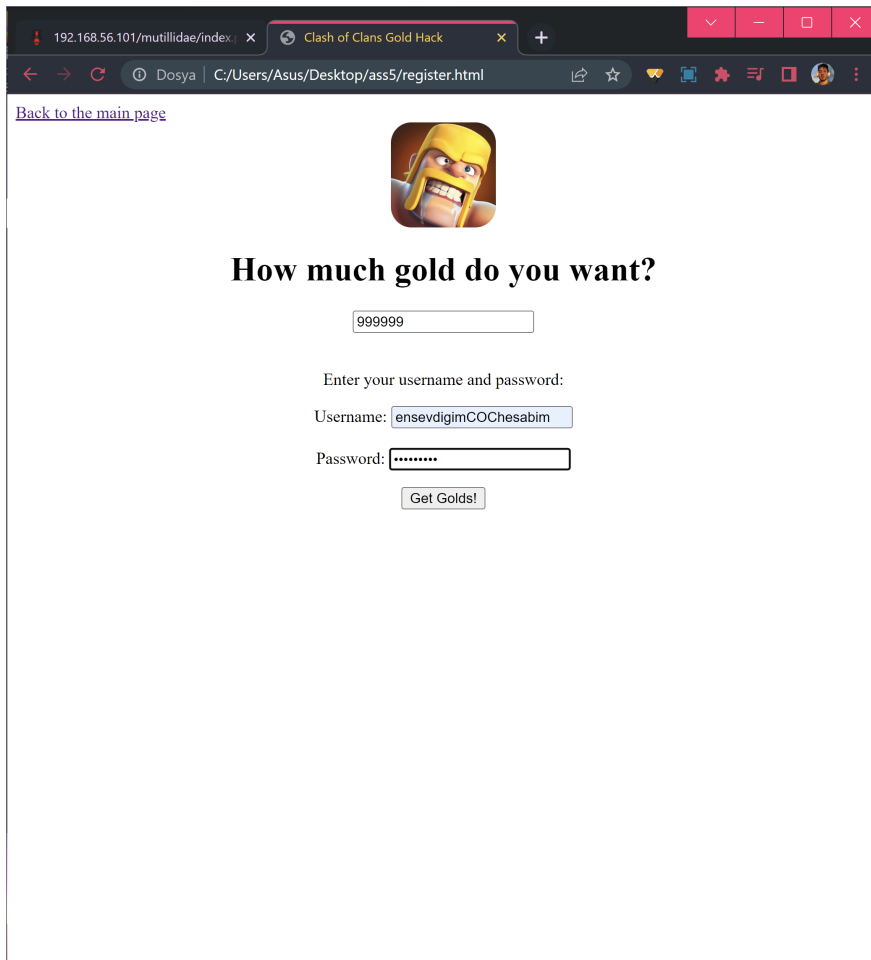 192.168.56.101/mutillidae/index.p
Clash of Clans Gold Hack
Dosya
C:/Users/Asus/Desktop/ass5/register.html
Back to the main page
How much gold do you want?
999999
Enter your username and password:
Username: ensevdigimCOChesabim
Password: •••••••••
Get Golds!